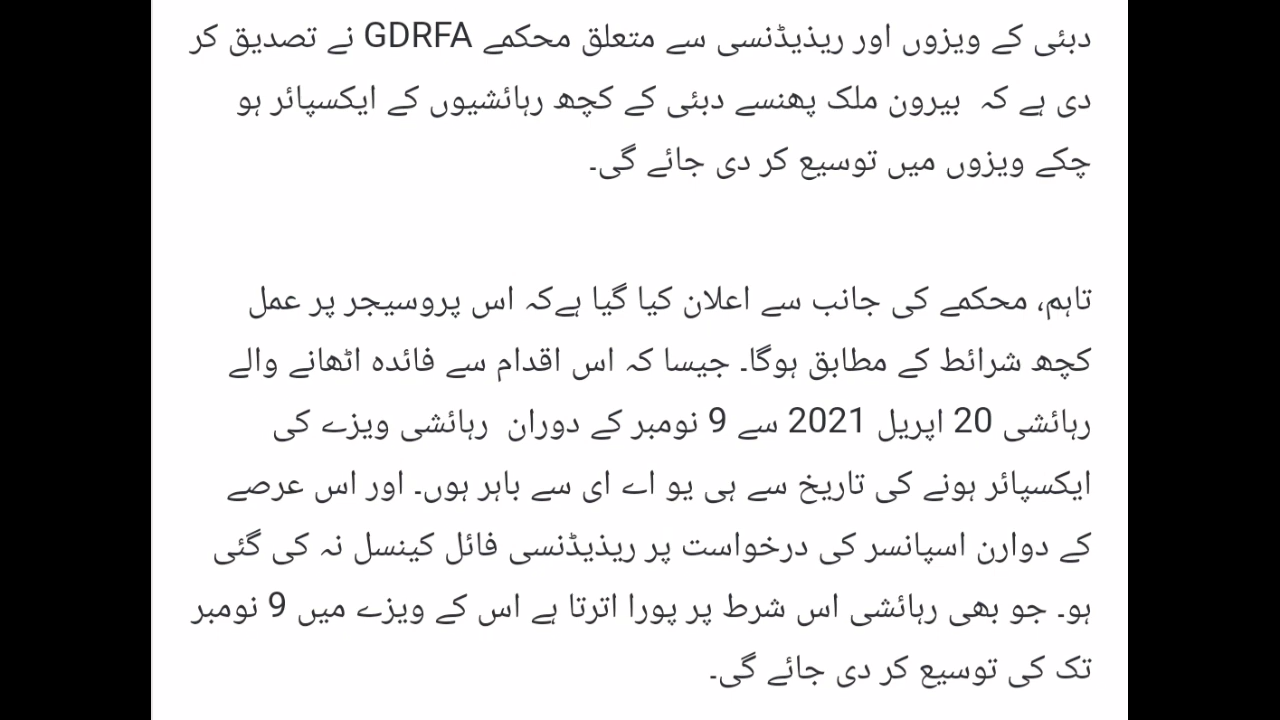 دبئی کے ویزوں اور ریذیڈنسی سے متعلق محکمے GDRFA نے تصدیق کر
دی ہے کہ بیرون ملک پھنسے دبئی کے کچھ رہائشیوں کے ایکسپائر ہو
چکے ویزوں میں توسیع کر دی جائے گی۔
تاہم، محکمے کی جانب سے اعلان کیا گیا ہےکہ اس پروسیجر پر عمل
کچھ شرائط کے مطابق ہوگا۔ جیسا کہ اس اقدام سے فائدہ اٹھانے والے
رہائشی 20 اپریل 2021 سے 9 نومبر کے دوران رہائشی ویزے کی
ایکسپائر ہونے کی تاریخ سے ہی یو اے ای سے باہر ہوں۔ اور اس عرصے
کے دوارن اسپانسر کی درخواست پر ریذیڈنسی فائل کینسل نہ کی گئی
ہو۔ جو بھی رہائشی اس شرط پر پورا اترتا ہے اس کے ویزے میں 9 نومبر
تک کی توسیع کر دی جائے گی۔